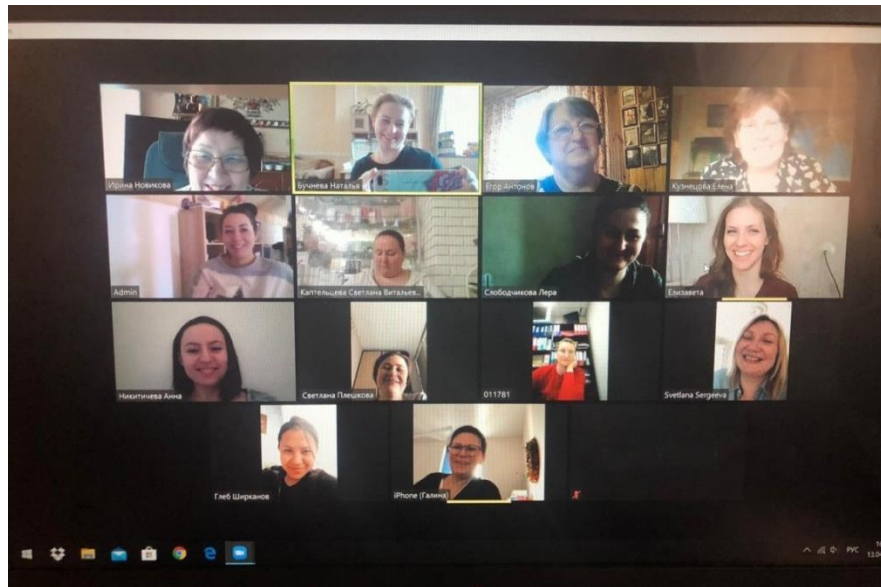 Ирина Новикова
Бучнева Наталья
Егор Антонов
Кузнецова Елена
Admin
Каптельцева Светлана Витальев...
Слободчикова Лера
Елизавета
Никитичева Анна
Светлана Плешкова
011781
Svetlana Sergeeva
Глеб Ширканов
iPhone (Галина)
РУС